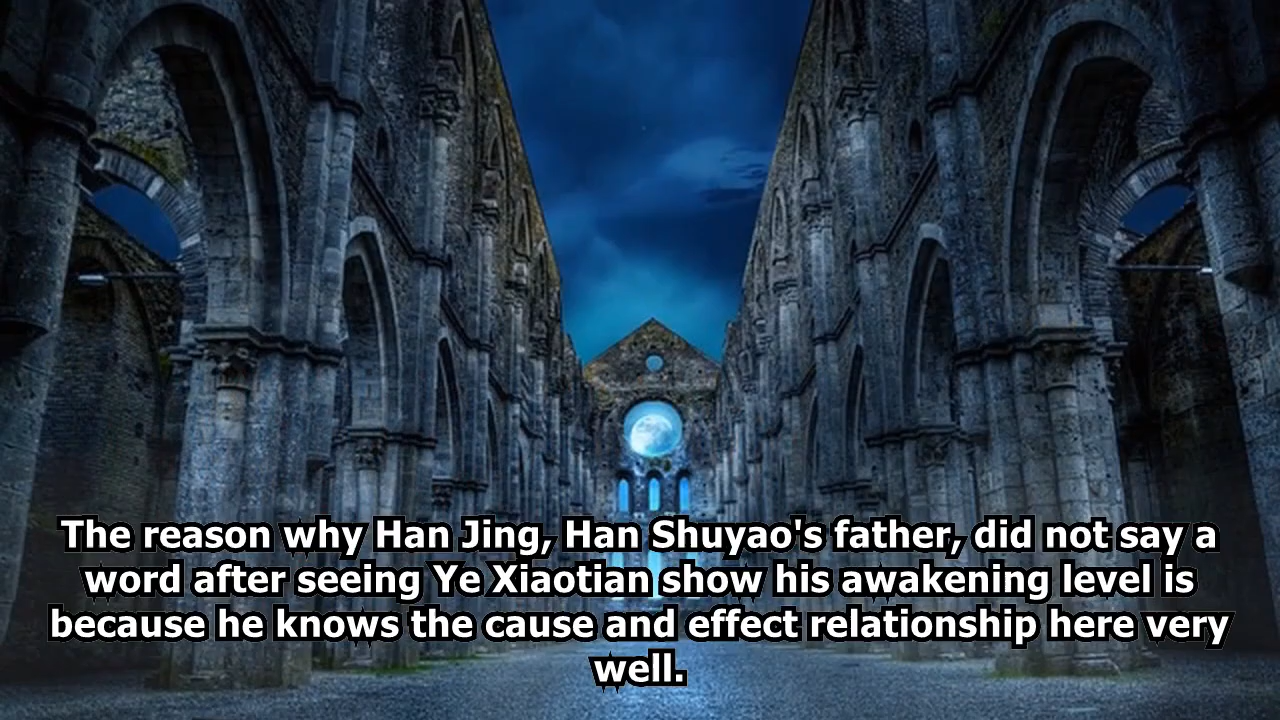 The reason why Han Jing, Han Shuyao's father, did not say a
word after seeing Ye Xiaotian show his awakening level is
because he knows the cause and effect relationship here very
well.